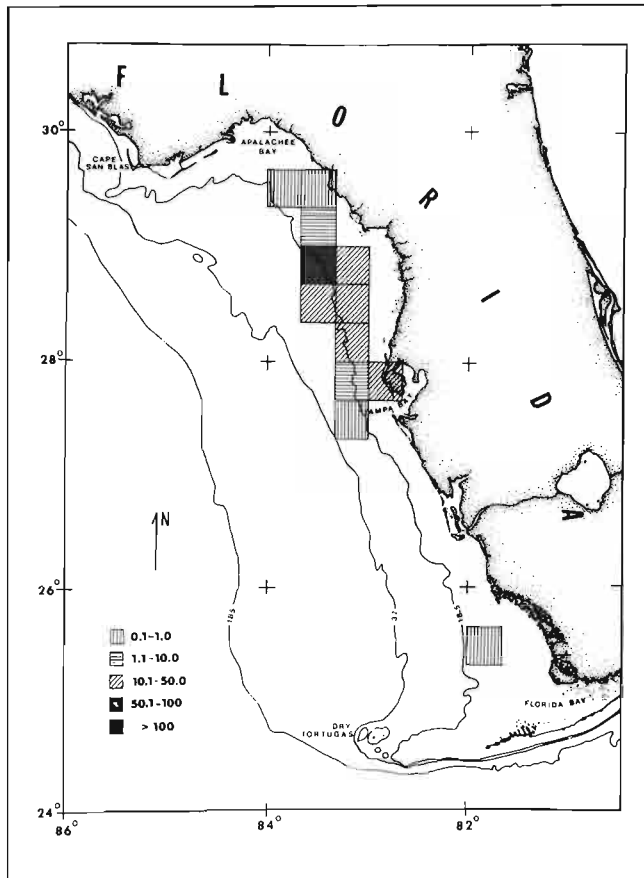 F L O R I D A
30°
APALACHEE
BAY
CAPE
SAN BLAS
28°
TAMPA BAY
N
26°
185
37
18.5
0.1-1.0
1.1-10.0
10.1-50.0
50.1-100
> 100
FLORIDA BAY
DRY
TORTUGAS
24°
86°
84°
82°